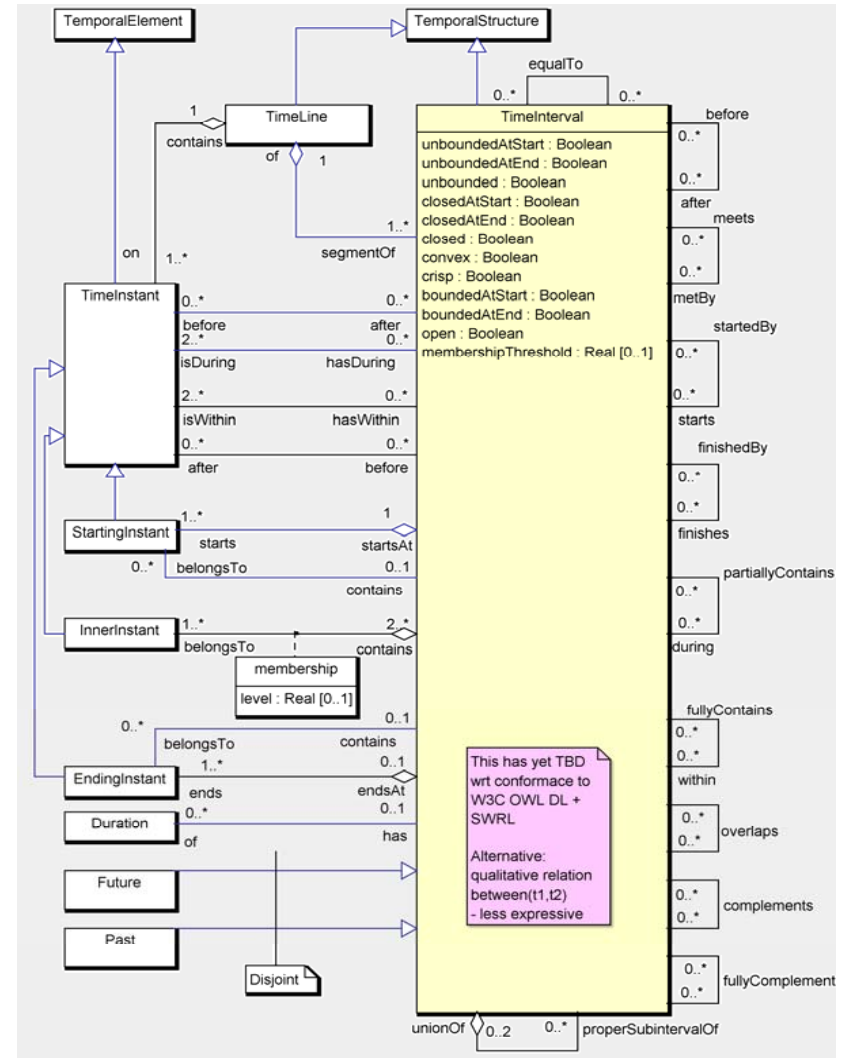 TemporalElement
TemporalStructure
equalTo
0..*
0..*
1
contains
TimeLine
of
1
TimeInterval
unboundedAtStart : Boolean
unboundedAtEnd : Boolean
unbounded : Boolean
closedAtStart : Boolean
closedAtEnd : Boolean
closed : Boolean
convex : Boolean
crisp : Boolean
boundedAtStart : Boolean
boundedAtEnd : Boolean
open : Boolean
membershipThreshold : Real [0..1]
before
0..*
0..*
after
meets
0..*
0..*
metBy
startedBy
0..*
0..*
starts
finishedBy
0..*
0..*
finishes
partiallyContains
0..*
0..*
during
fullyContains
0..*
0..*
within
0..*
0..*
overlaps
0..*
0..*
complements
0..*
0..*
fullyComplement
1..*
segmentOf
on
1..*
TimeInstant
0..*
0..*
before
after
2..*
0..*
isDuring
hasDuring
2..*
0..*
isWithin
hasWithin
0..*
0..*
after
before
StartingInstant
1..*
1
starts
startsAt
0..*
belongsTo
0..1
contains
InnerInstant
1..*
2..*
belongsTo
contains
membership
level : Real [0..1]
0..*
0..1
belongsTo
contains
EndingInstant
1..*
0..1
ends
endsAt
Duration
0..*
0..1
of
has
Future
Past
Disjoint
This has yet TBD
wrt conformace to
W3C OWL DL +
SWRL
Alternative:
qualitative relation
between(t1,t2)
- less expressive
unionOf
0..2
0..*
properSubintervalOf